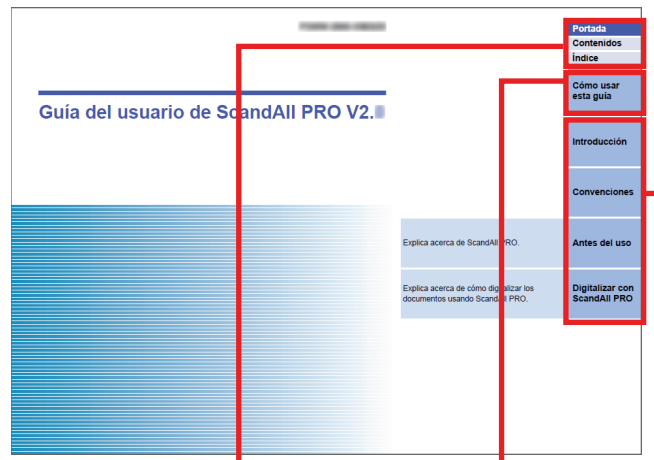 Portada
Contenidos
Índice
Cómo usar
esta guía
Guía del usuario de ScandAll PRO V2.
Introducción
Convenciones
Explica acerca de ScandAll PRO.
Antes del uso
Explica acerca de cómo digitalizar los
documentos usando ScandAll PRO.
Digitalizar con
ScandAll PRO